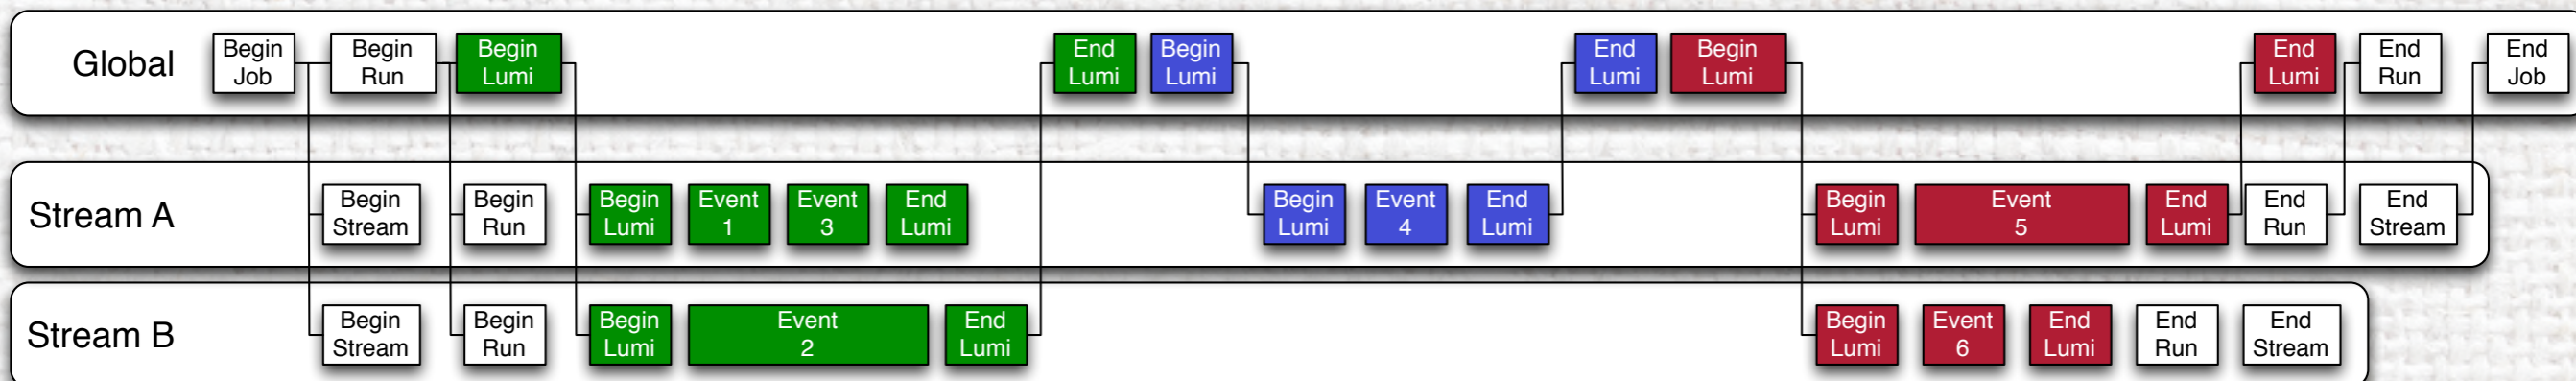 Global
Begin
Job
Begin
Run
Begin
Lumi
End
Lumi
Begin
Lumi
End
Lumi
Begin
Lumi
End
Lumi
End
Run
End
Job
Stream A
Begin
Stream
Begin
Run
Begin
Lumi
Event
1
Event
3
End
Lumi
Begin
Lumi
Event
4
End
Lumi
Begin
Lumi
Event
5
End
Lumi
End
Run
End
Stream
Stream B
Begin
Stream
Begin
Run
Begin
Lumi
Event
2
End
Lumi
Begin
Lumi
Event
6
End
Lumi
End
Run
End
Stream